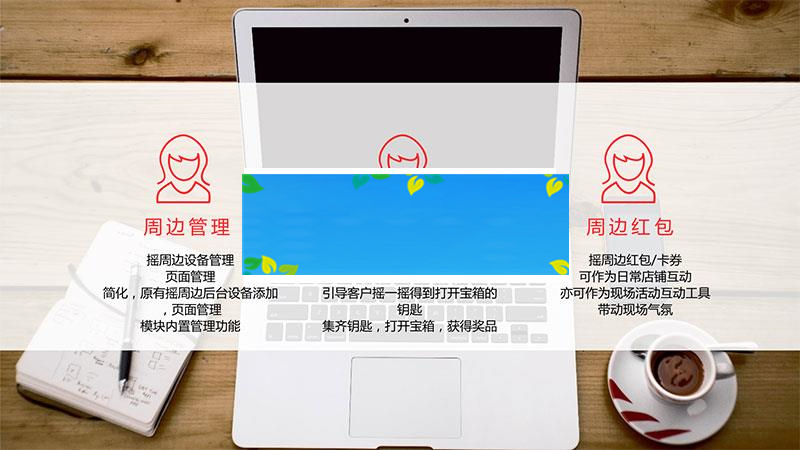 周边管理
摇周边设备管理
页面管理
简化，原有摇周边后台设备添加
，页面管理
模块内置管理功能
引导客户摇一摇得到打开宝箱的
钥匙
集齐钥匙，打开宝箱，获得奖品
周边红包
摇周边红包/卡券
可作为日常店铺互动
亦可作为现场活动互动工具
带动现场气氛